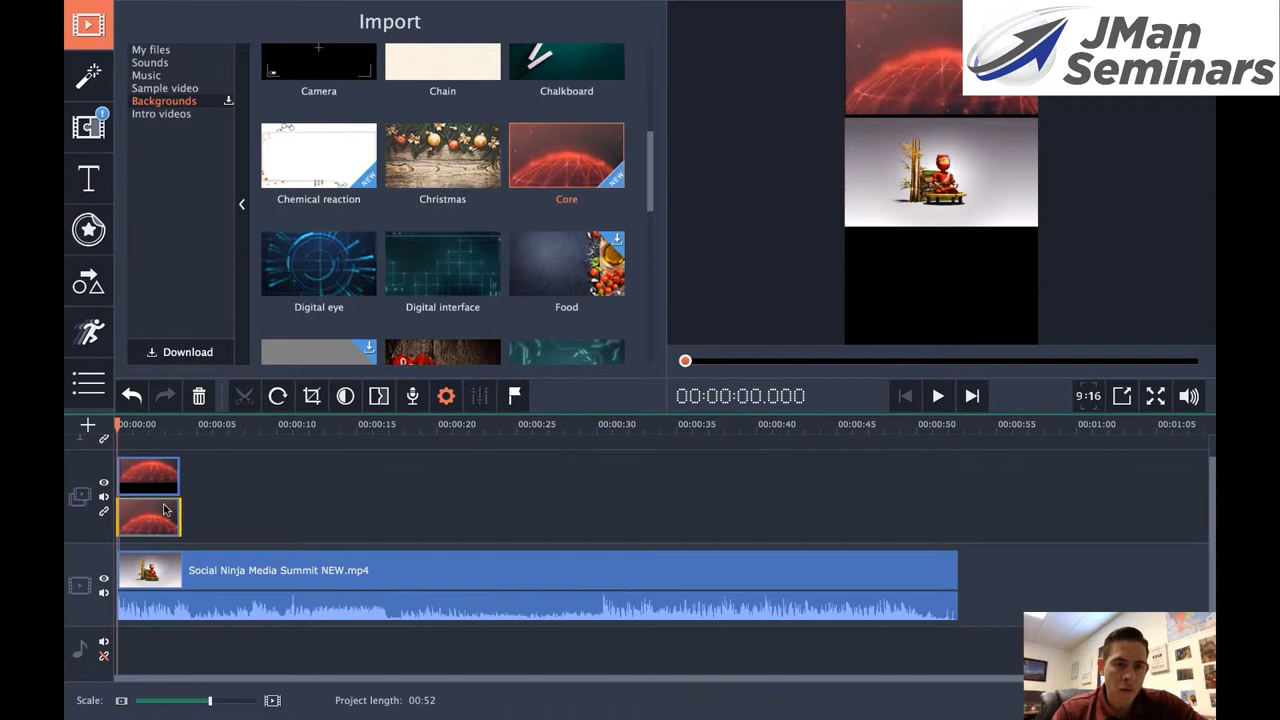 Import
JMan
Seminars
My files
Sounds
Music
Sample video
Backgrounds
Intro videos
Camera
Chain
Chalkboard
NEW
NEW
Chemical reaction
Christmas
Core
Digital eye
Digital interface
Food
Download
00:00:00,000
9:16
00:00:00
00:00:05
00:00:10
00:00:15
00:00:20
00:00:25
00:00:30
00:00:35
00:00:40
00:00:45
00:00:50
00:00:55
00:01:00
00:01:05
Social Ninja Media Summit NEW.mp4
Scale:
Project length: 00:52